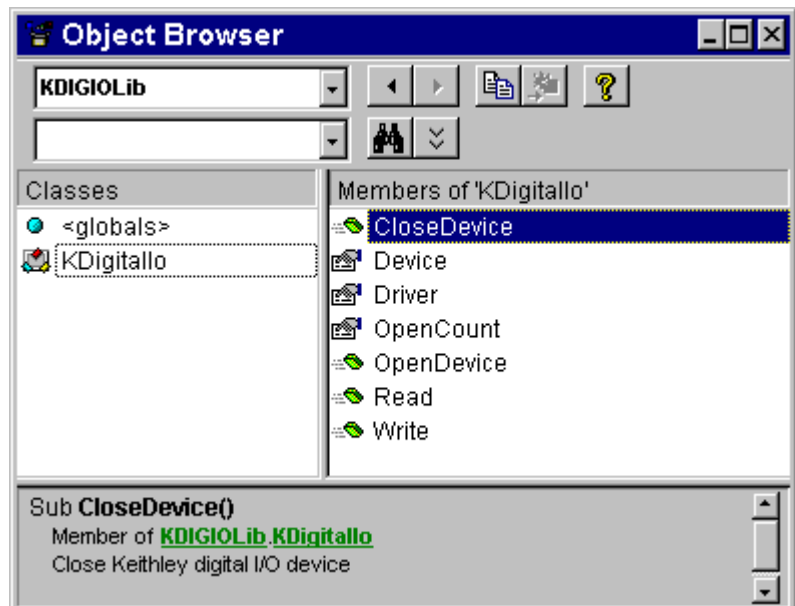 Object Browser
KDIGIOLib
Classes
Members of 'KDigitalIo'
<globals>
KDigitalIo
CloseDevice
Device
Driver
OpenCount
OpenDevice
Read
Write
Sub CloseDevice()
Member of KDIGIOLib.KDigitalIo
Close Keithley digital I/O device